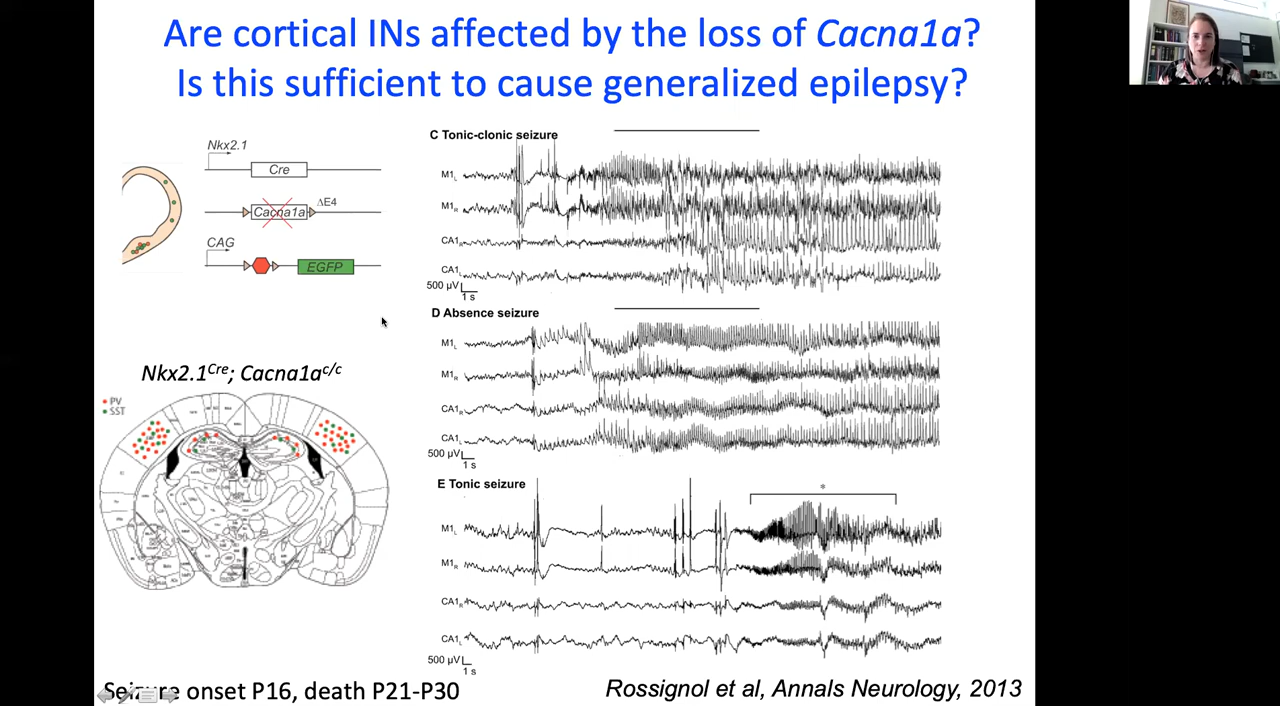 Are cortical INs affected by the loss of Cacna1a?
Is this sufficient to cause generalized epilepsy?
Nkx2.1
Cre
Cacna1a
ΔE4
CAG
EGFP
Nkx2.1Cre; Cacna1ac/c
PV
SST
Seizure onset P16, death P21-P30
C Tonic-clonic seizure
M1L
M1R
CA1R
CA1L
500 µV
1 s
D Absence seizure
M1L
M1R
CA1R
CA1L
500 µV
1 s
E Tonic seizure
*
M1L
M1R
CA1R
CA1L
500 µV
1 s
Rossignol et al, Annals Neurology, 2013